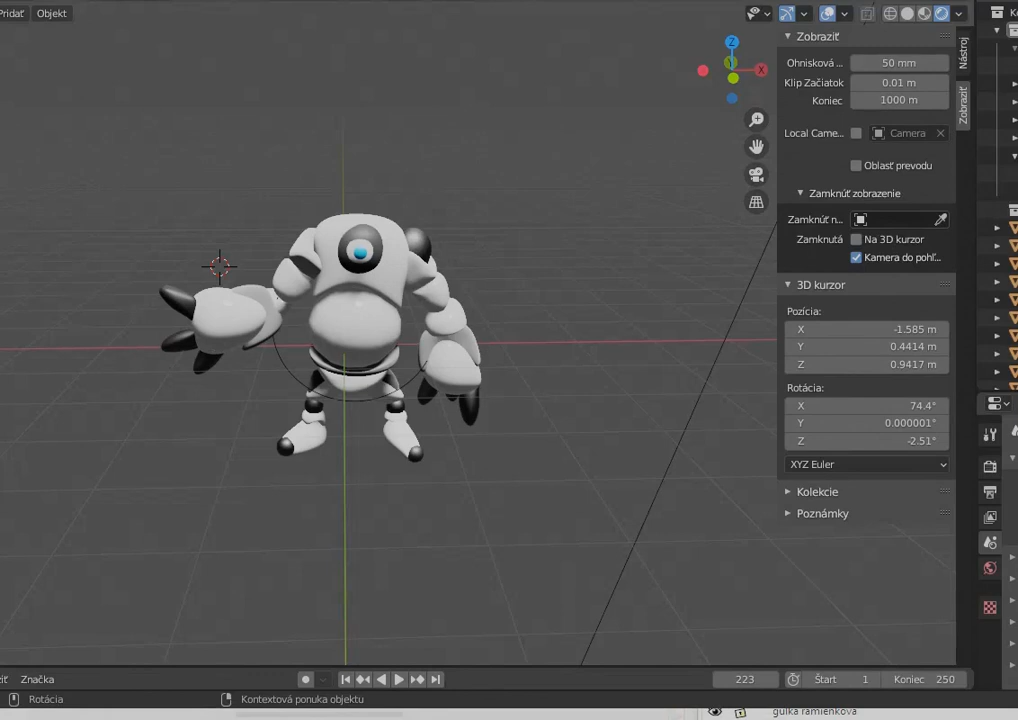 Pridať Objekt
Z
Y
X
Zobraziť
Ohnisková ... 50 mm
Klip Začiatok 0.01 m
Koniec 1000 m
Local Came... Camera
Oblasť prevodu
Zamknúť zobrazenie
Zamknúť n...
Zamknutá Na 3D kurzor
Kamera do pohľ...
3D kurzor
Pozícia:
X -1.585 m
Y 0.4414 m
Z 0.9417 m
Rotácia:
X 74.4°
Y 0.000001°
Z -2.51°
XYZ Euler
Kolekcie
Poznámky
Nástroj
Zobraziť
Značka
223 Štart 1 Koniec 250
Rotácia Kontextová ponuka objektu
gulka ramienkova